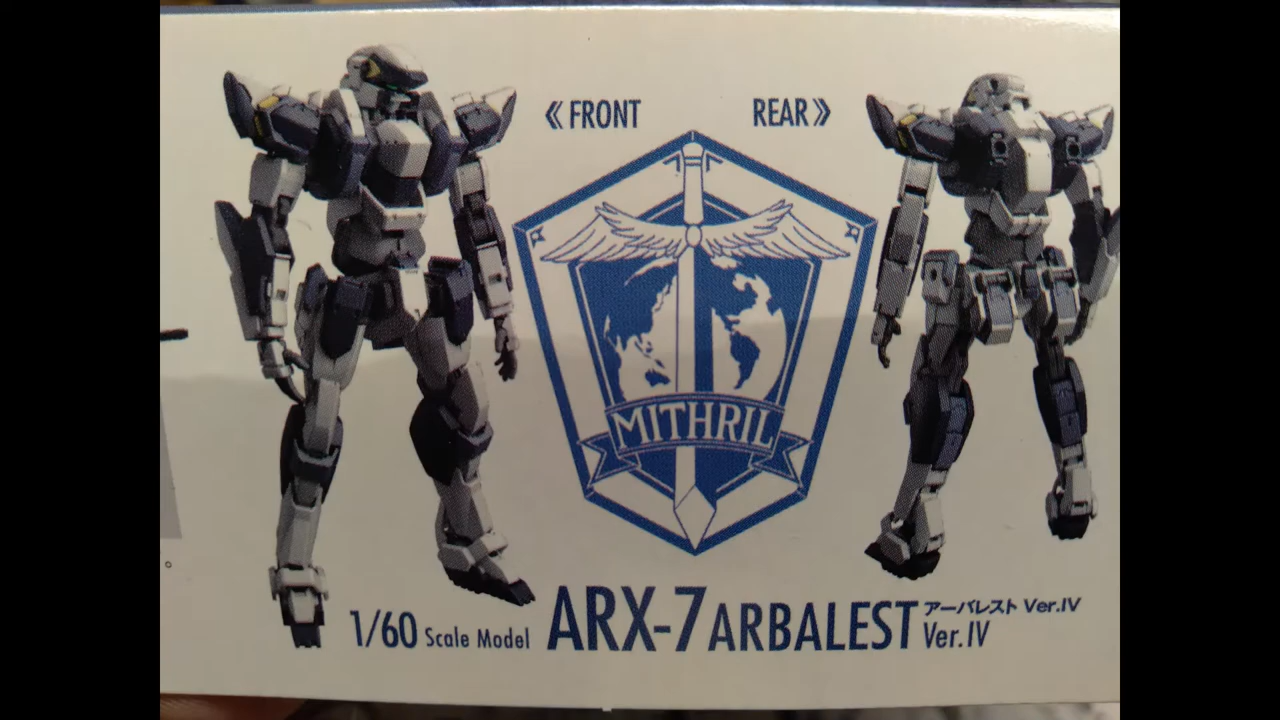 《 FRONT
REAR 》
MITHRIL
1/60 Scale Model
ARX-7 ARBALEST
アーバレスト Ver.IV
Ver.IV